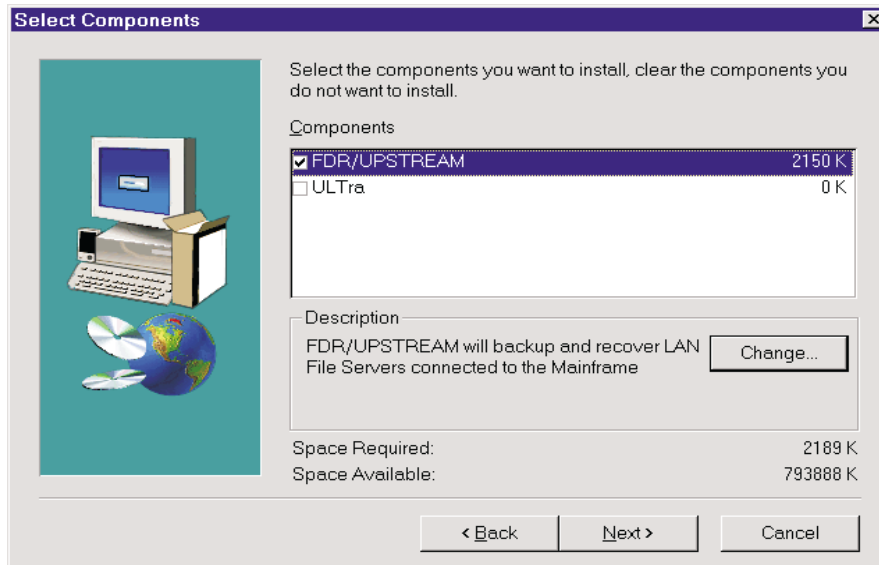 Select Components
Select the components you want to install, clear the components you
do not want to install.
Components
FDR/UPSTREAM 2150 K
ULTra 0 K
Description
FDR/UPSTREAM will backup and recover LAN
File Servers connected to the Mainframe
Change...
Space Required: 2189 K
Space Available: 793888 K
< Back Next > Cancel